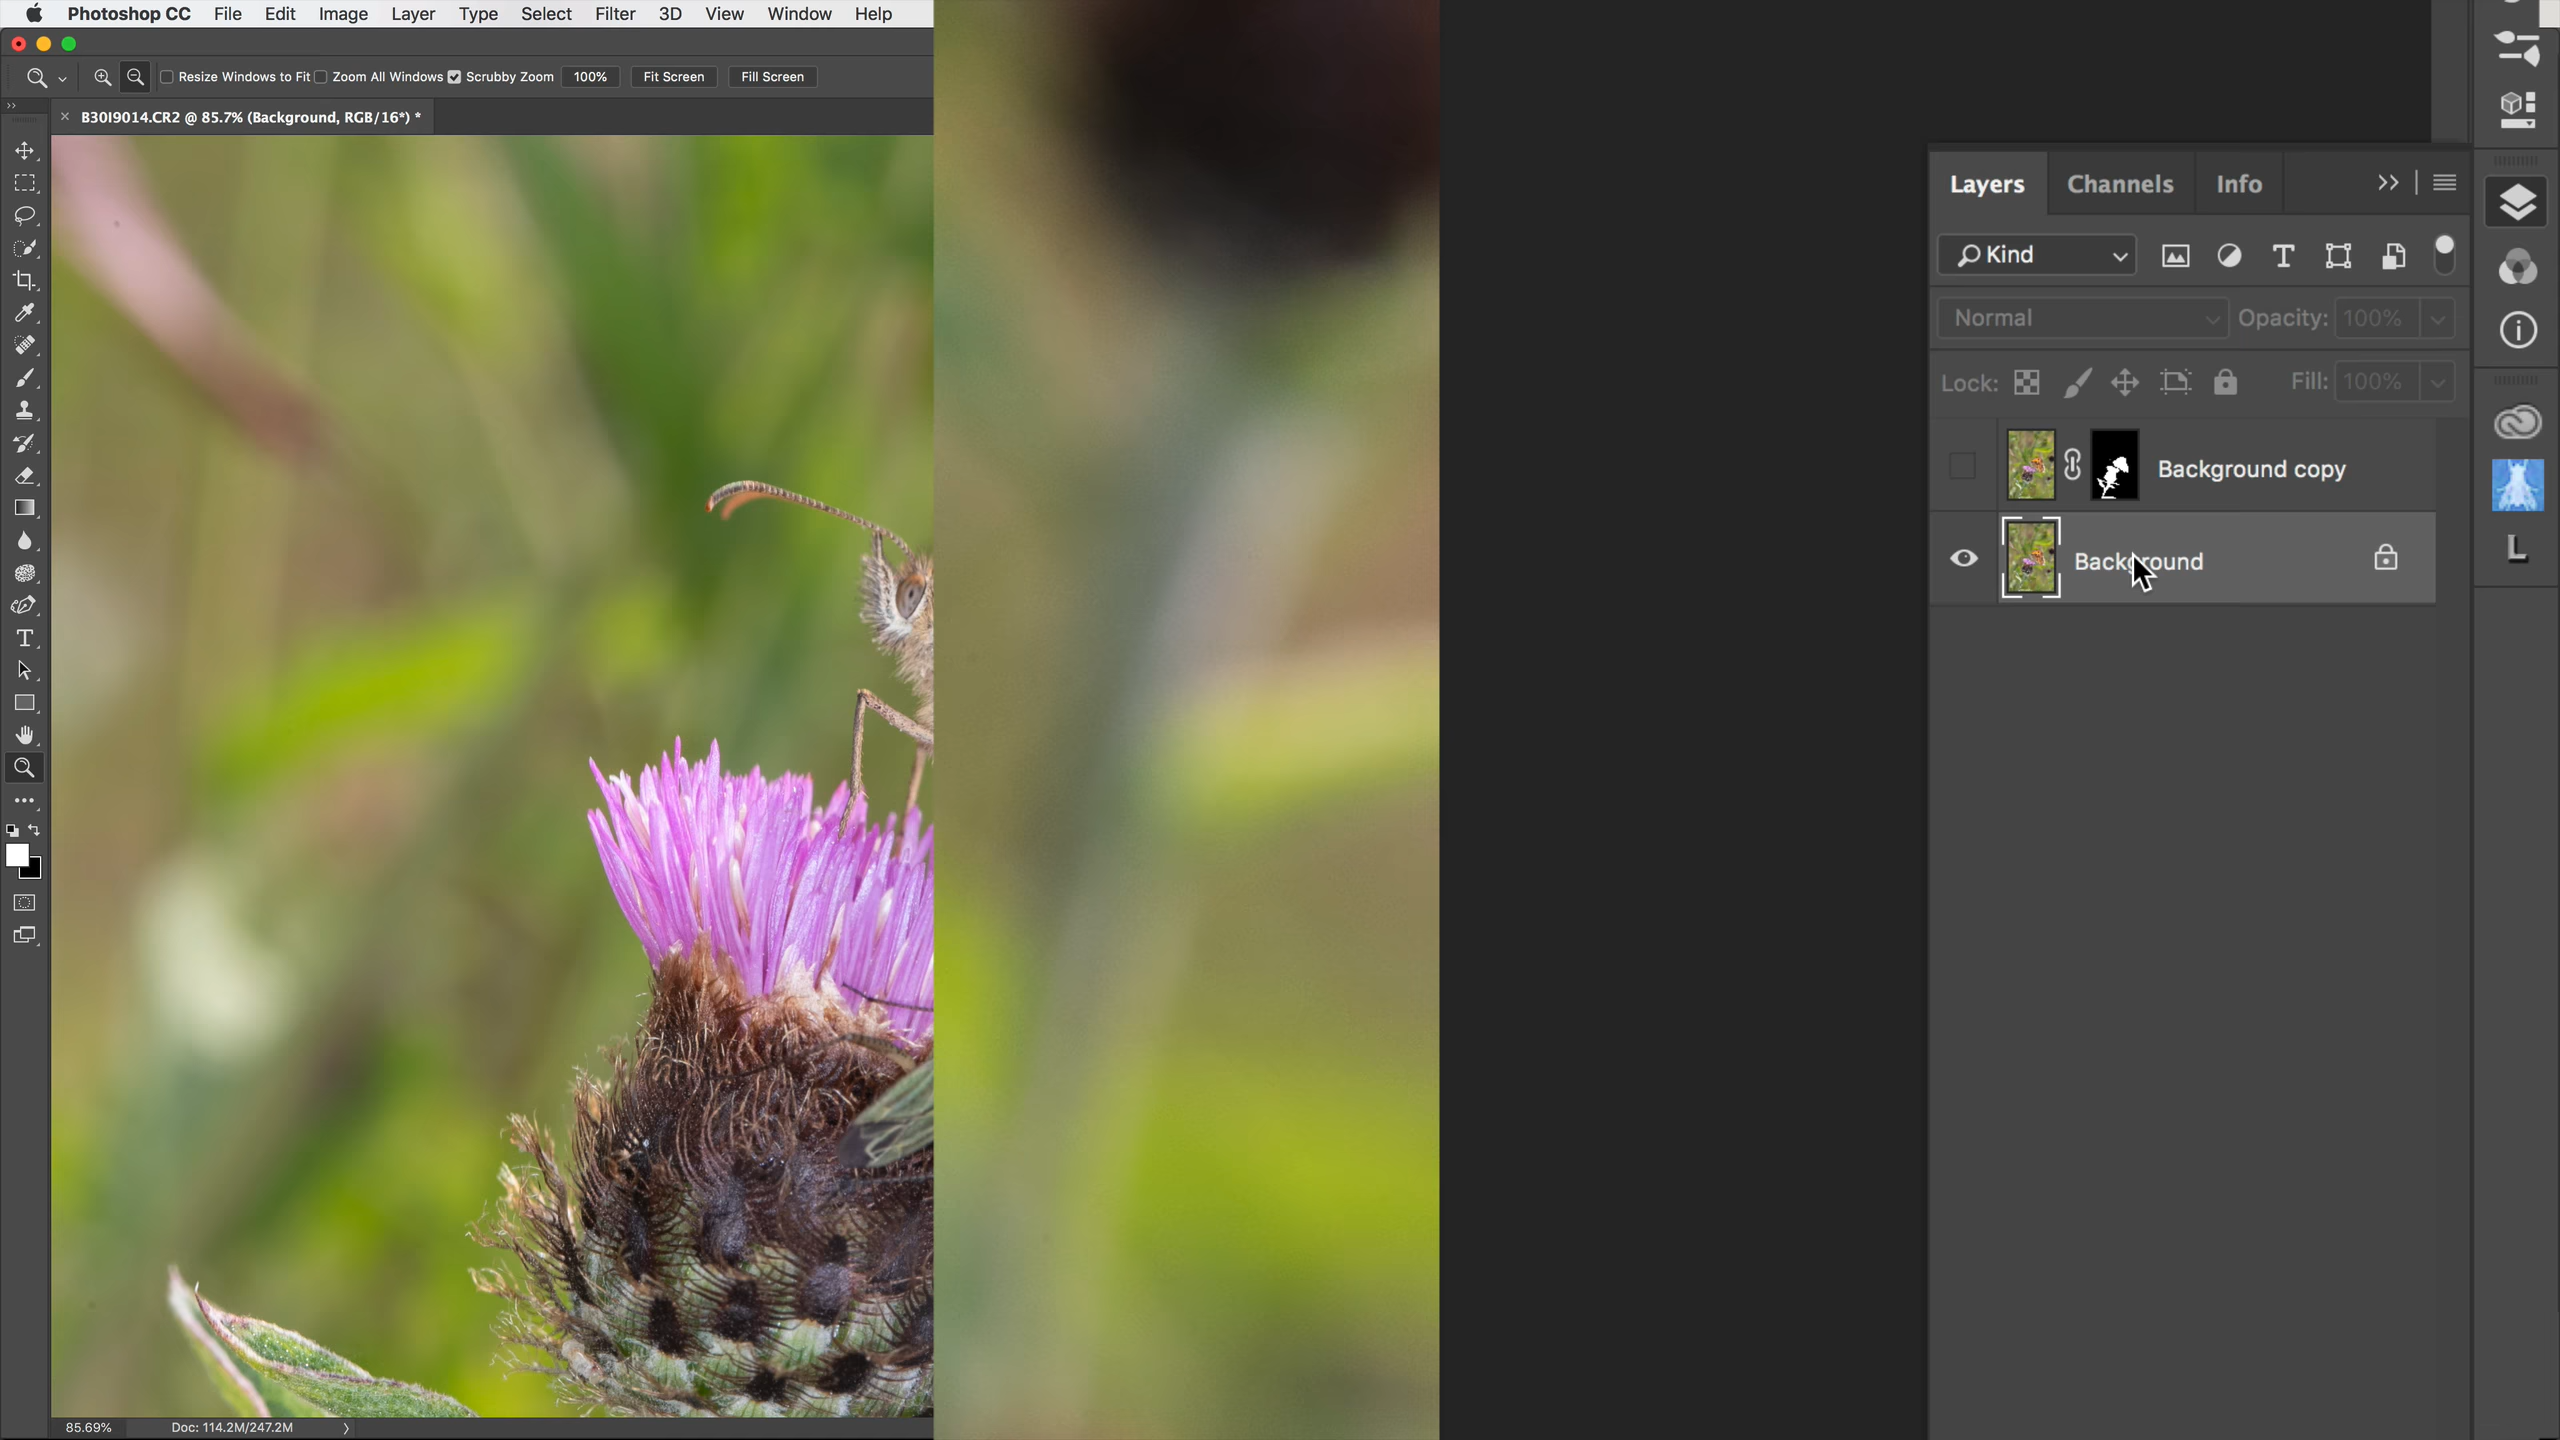 Photoshop CC File Edit Image Layer Type Select Filter 3D View Window Help
Resize Windows to Fit Zoom All Windows Scrubby Zoom 100% Fit Screen Fill Screen
B30I9014.CR2 @ 85.7% (Background, RGB/16*) *
Layers Channels Info
Kind
Normal Opacity: 100%
Lock: Fill: 100%
Background copy
Background
L
85.69% Doc: 114.2M/247.2M